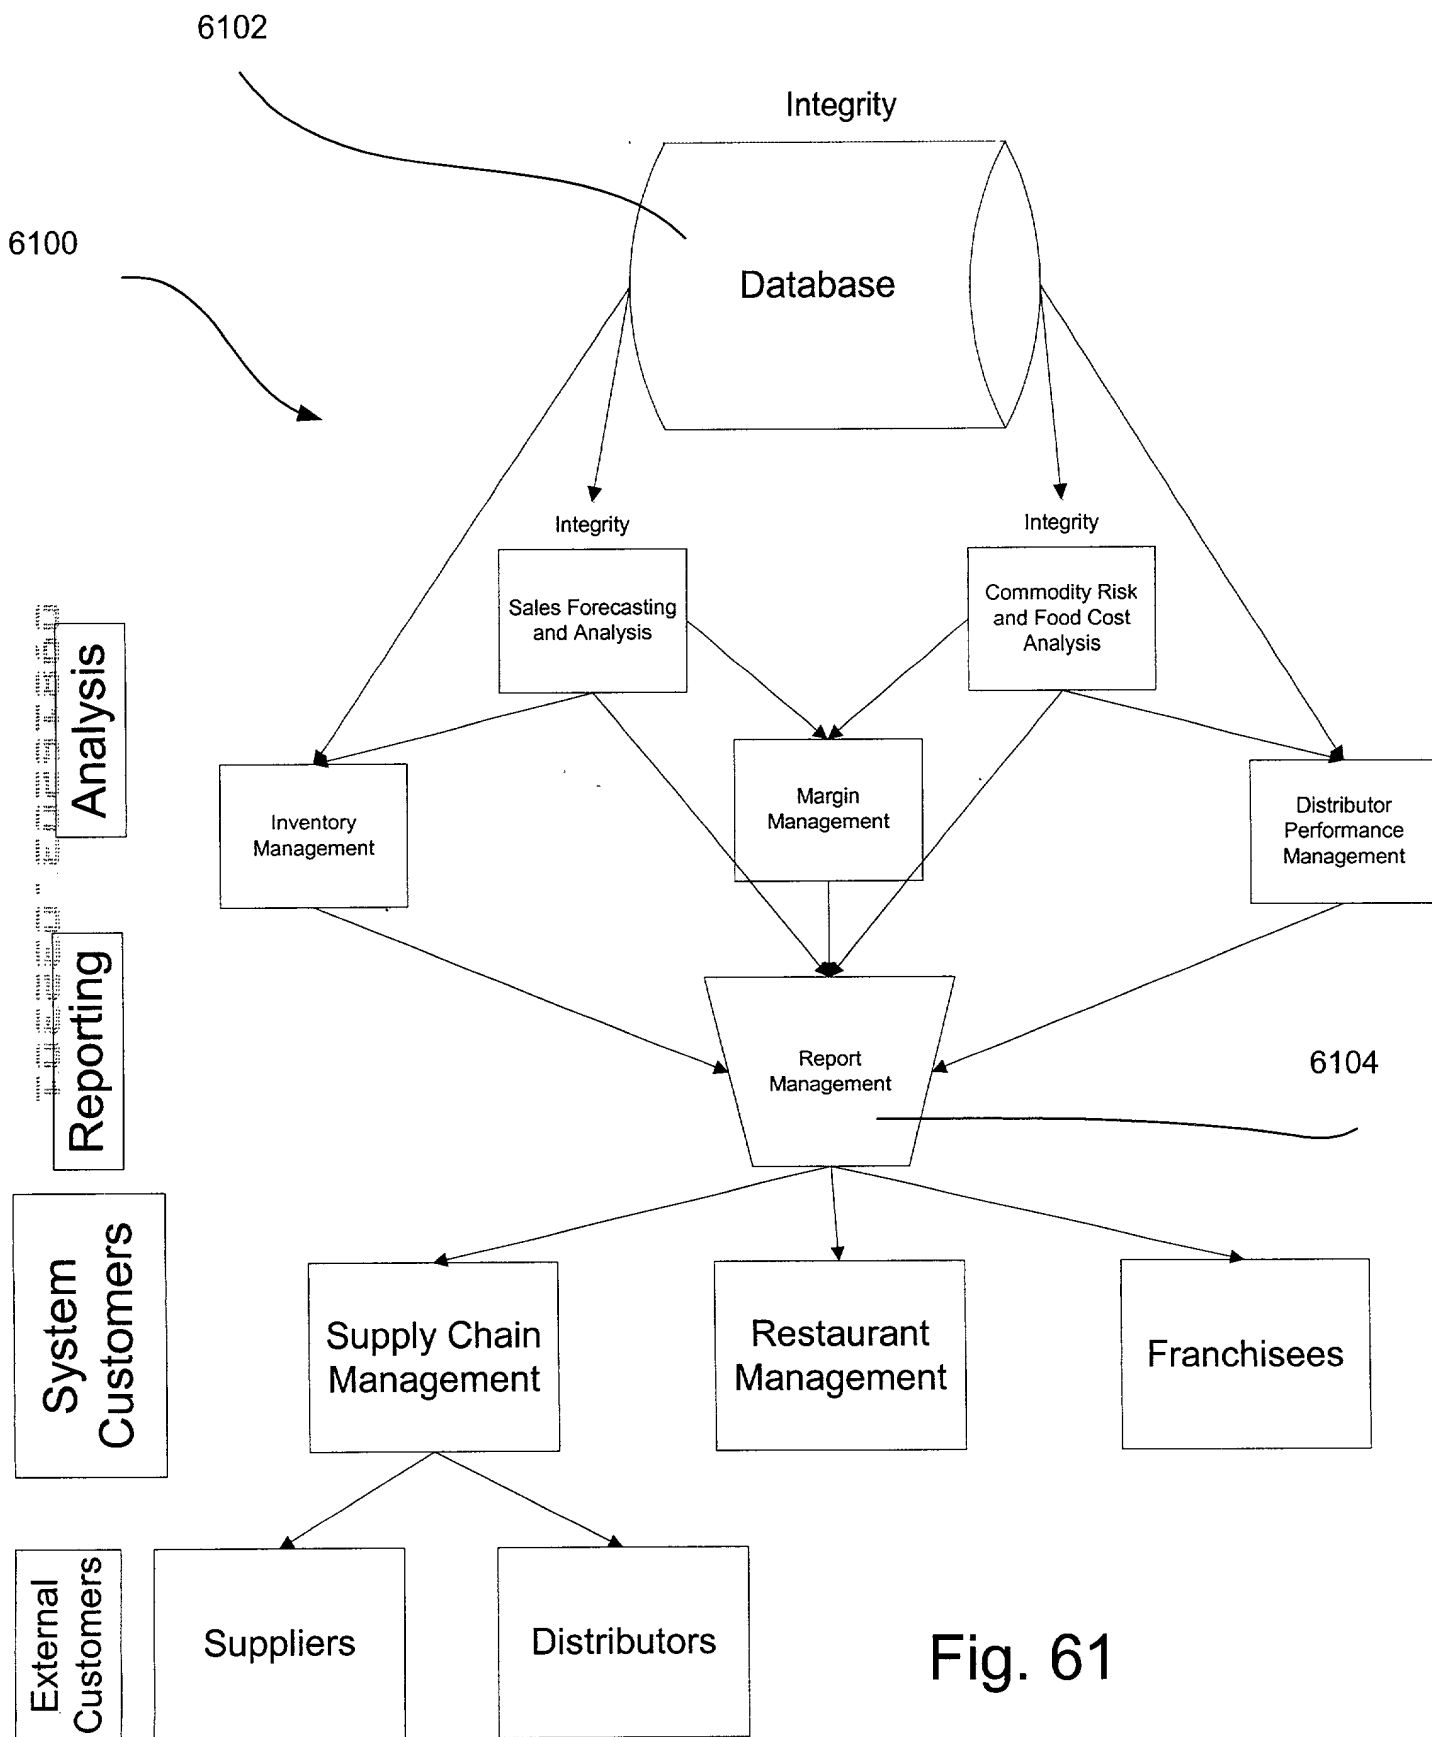 6102
Integrity
6100
Database
Integrity
Integrity
Sales Forecasting
and Analysis
Commodity Risk
and Food Cost
Analysis
Analysis
Inventory
Management
Margin
Management
Distributor
Performance
Management
Reporting
Report
Management
6104
System
Customers
Supply Chain
Management
Restaurant
Management
Franchisees
External
Customers
Suppliers
Distributors
Fig. 61